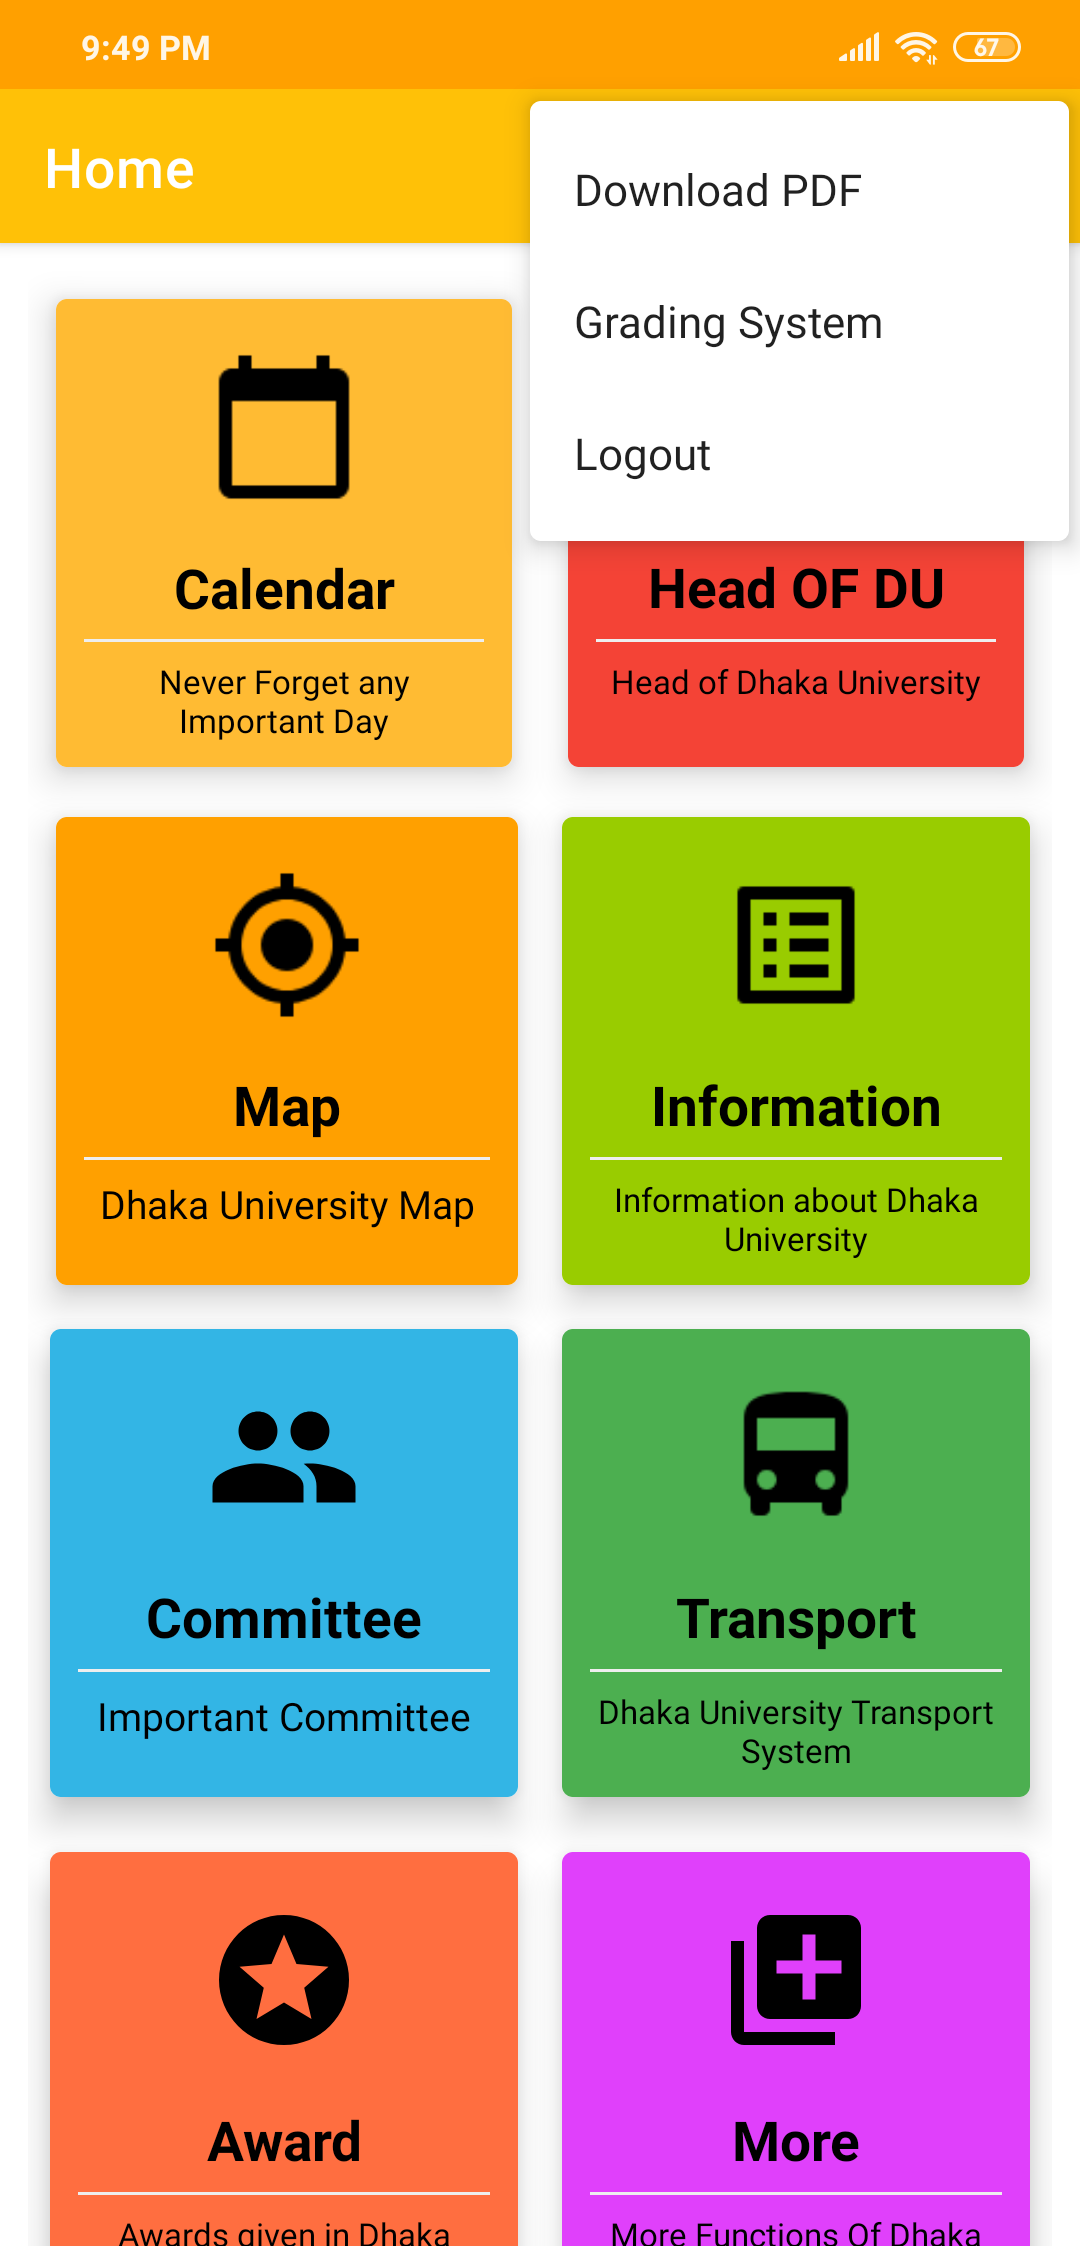 9:49 PM
67
Home
Download PDF
Grading System
Logout
Calendar
Never Forget any
Important Day
Head OF DU
Head of Dhaka University
Map
Dhaka University Map
Information
Information about Dhaka
University
Committee
Important Committee
Transport
Dhaka University Transport
System
Award
Awards given in Dhaka
More
More Functions Of Dhaka